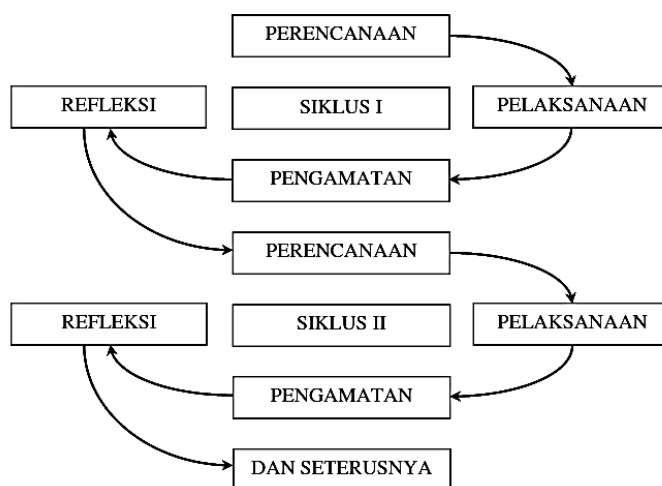 PERENCANAAN
REFLEKSI
SIKLUS I
PELAKSANAAN
PENGAMATAN
PERENCANAAN
REFLEKSI
SIKLUS II
PELAKSANAAN
PENGAMATAN
DAN SETERUSNYA